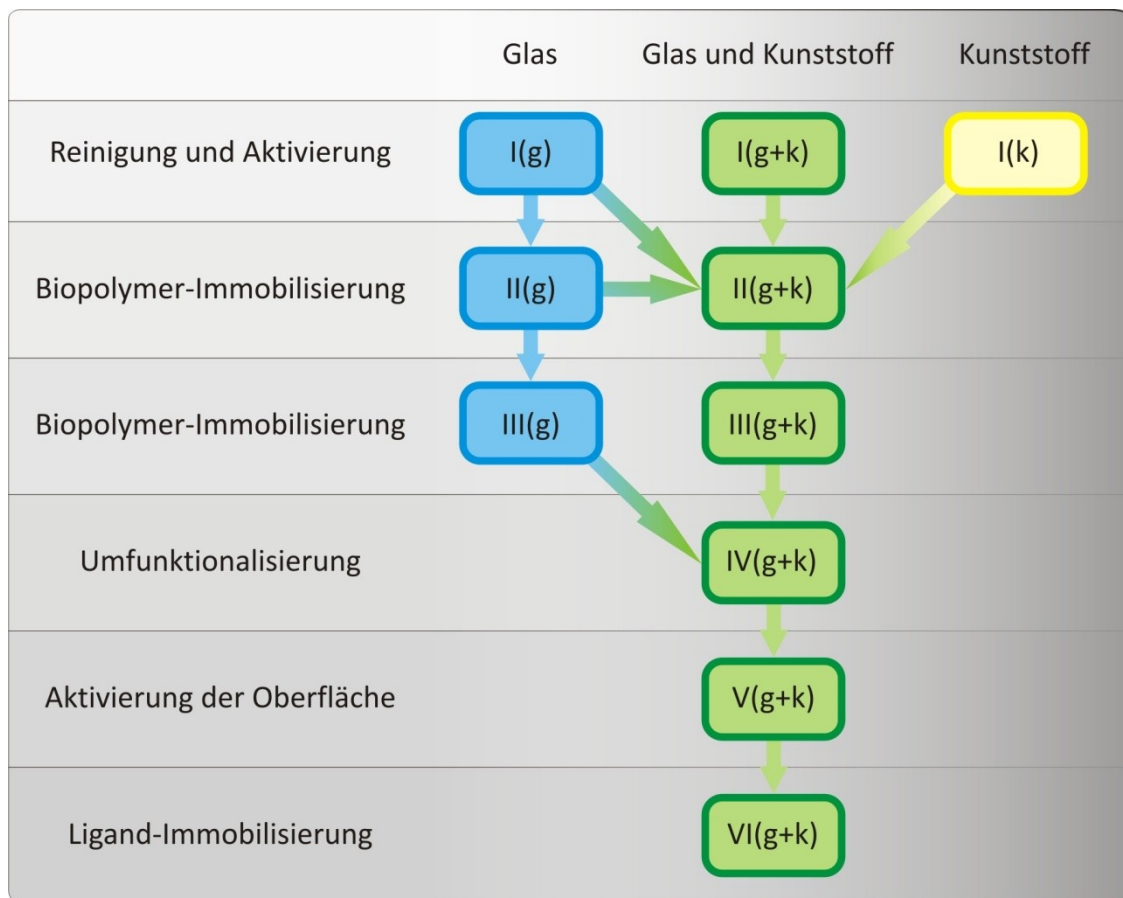 Glas Glas und Kunststoff Kunststoff
Reinigung und Aktivierung I(g) I(g+k) I(k)
Biopolymer-Immobilisierung II(g) II(g+k)
Biopolymer-Immobilisierung III(g) III(g+k)
Umfunktionalisierung IV(g+k)
Aktivierung der Oberfläche V(g+k)
Ligand-Immobilisierung VI(g+k)